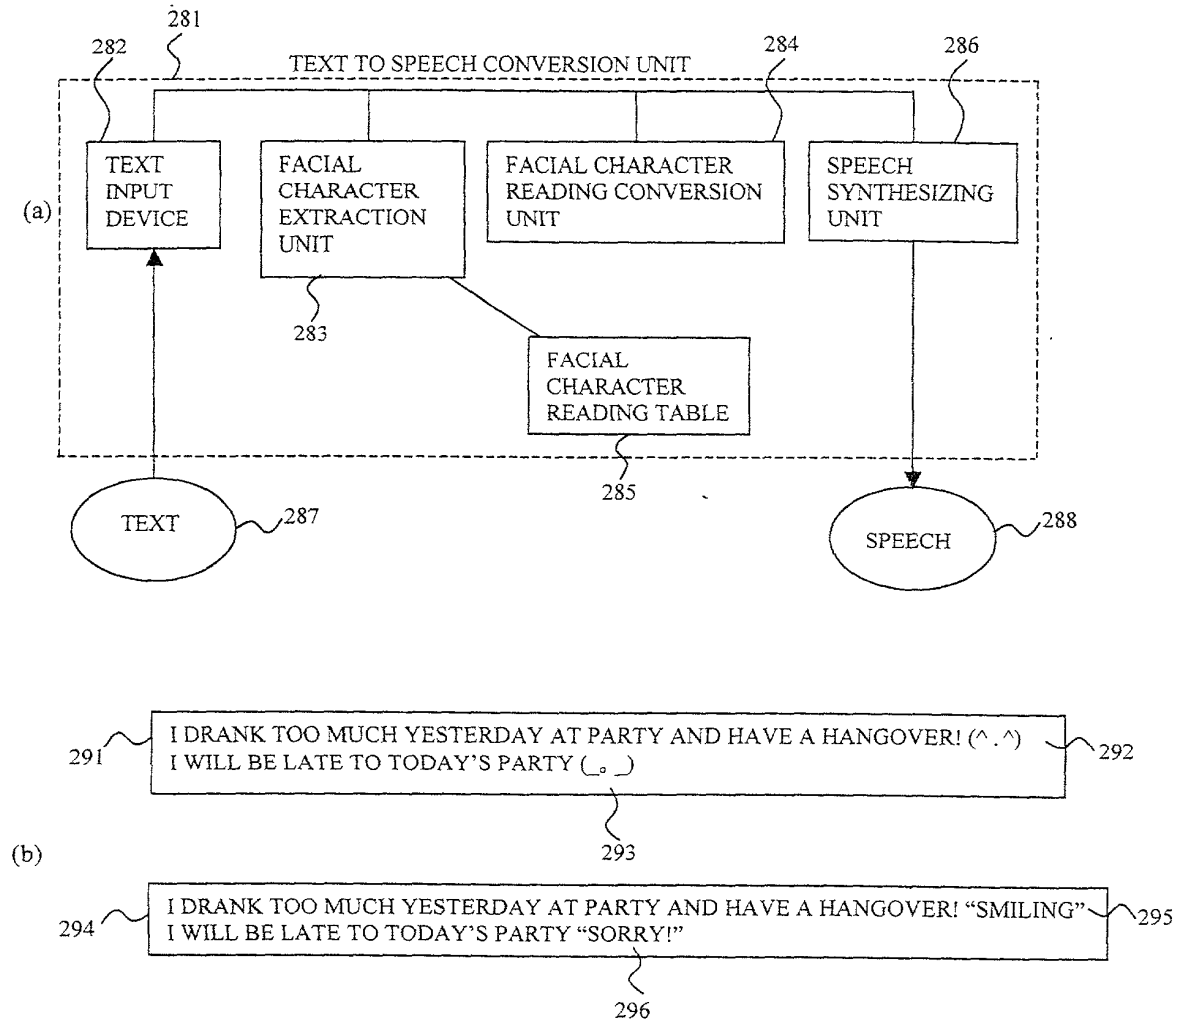 281
282
TEXT TO SPEECH CONVERSION UNIT
284
286
(a)
TEXT
INPUT
DEVICE
FACIAL
CHARACTER
EXTRACTION
UNIT
FACIAL CHARACTER
READING CONVERSION
UNIT
SPEECH
SYNTHESIZING
UNIT
283
FACIAL
CHARACTER
READING TABLE
285
TEXT
287
SPEECH
288
(b)
291
I DRANK TOO MUCH YESTERDAY AT PARTY AND HAVE A HANGOVER! (^ . ^)
I WILL BE LATE TO TODAY'S PARTY (_。_)
292
293
294
I DRANK TOO MUCH YESTERDAY AT PARTY AND HAVE A HANGOVER! “SMILING”
I WILL BE LATE TO TODAY'S PARTY “SORRY!”
295
296